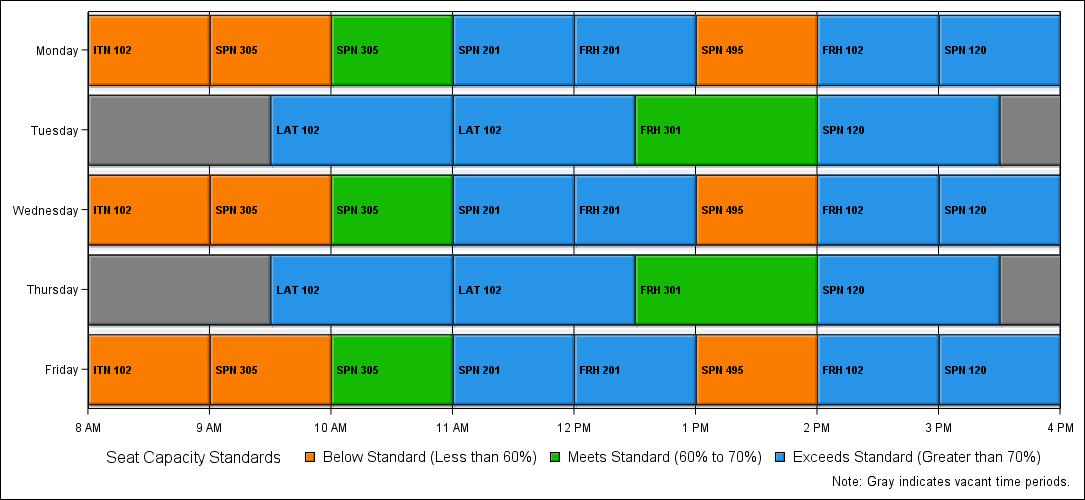 Monday ITN 102 SPN 305 SPN 305 SPN 201 FRH 201 SPN 495 FRH 102 SPN 120
Tuesday LAT 102 LAT 102 FRH 301 SPN 120
Wednesday ITN 102 SPN 305 SPN 305 SPN 201 FRH 201 SPN 495 FRH 102 SPN 120
Thursday LAT 102 LAT 102 FRH 301 SPN 120
Friday ITN 102 SPN 305 SPN 305 SPN 201 FRH 201 SPN 495 FRH 102 SPN 120
8 AM 9 AM 10 AM 11 AM 12 PM 1 PM 2 PM 3 PM 4 PM
Seat Capacity Standards Below Standard (Less than 60%) Meets Standard (60% to 70%) Exceeds Standard (Greater than 70%)
Note: Gray indicates vacant time periods.